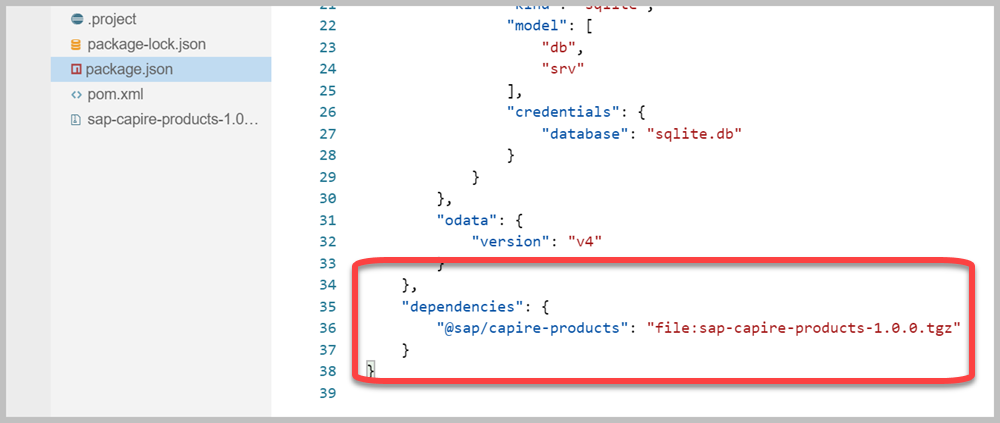 .project
package-lock.json
package.json
pom.xml
sap-capire-products-1.0...
21 "kind": "sqlite",
22 "model": [
23 "db",
24 "srv"
25 ],
26 "credentials": {
27 "database": "sqlite.db"
28 }
29 }
30 },
31 "odata": {
32 "version": "v4"
33 }
34 },
35 "dependencies": {
36 "@sap/capire-products": "file:sap-capire-products-1.0.0.tgz"
37 }
38 }
39